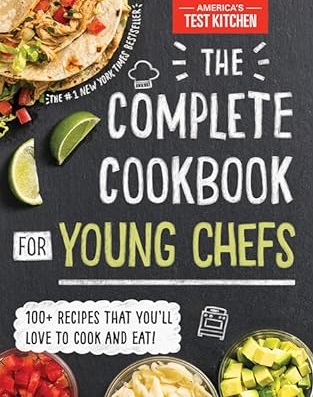 AMERICA'S
TEST KITCHEN
THE #1 NEW YORK TIMES BESTSELLER
THE
COMPLETE
COOKBOOK
FOR YOUNG CHEFS
100+ RECIPES THAT YOU'LL
LOVE TO COOK AND EAT!